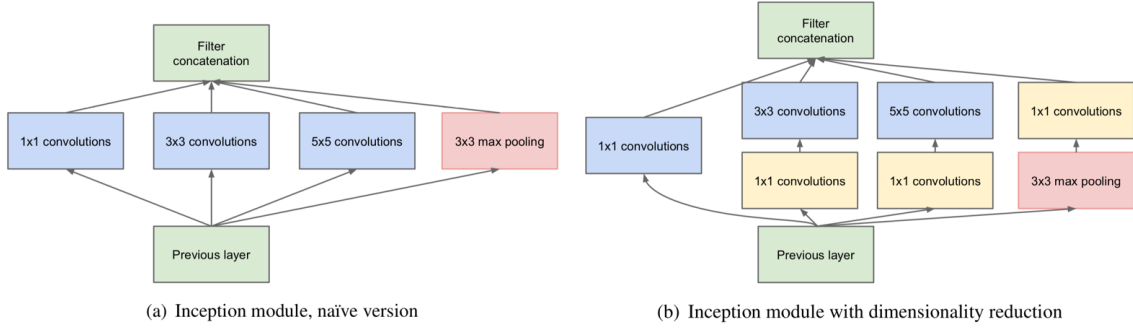 Filter
concatenation
1x1 convolutions
3x3 convolutions
5x5 convolutions
3x3 max pooling
Previous layer
(a) Inception module, naïve version
Filter
concatenation
3x3 convolutions
5x5 convolutions
1x1 convolutions
1x1 convolutions
1x1 convolutions
1x1 convolutions
3x3 max pooling
Previous layer
(b) Inception module with dimensionality reduction